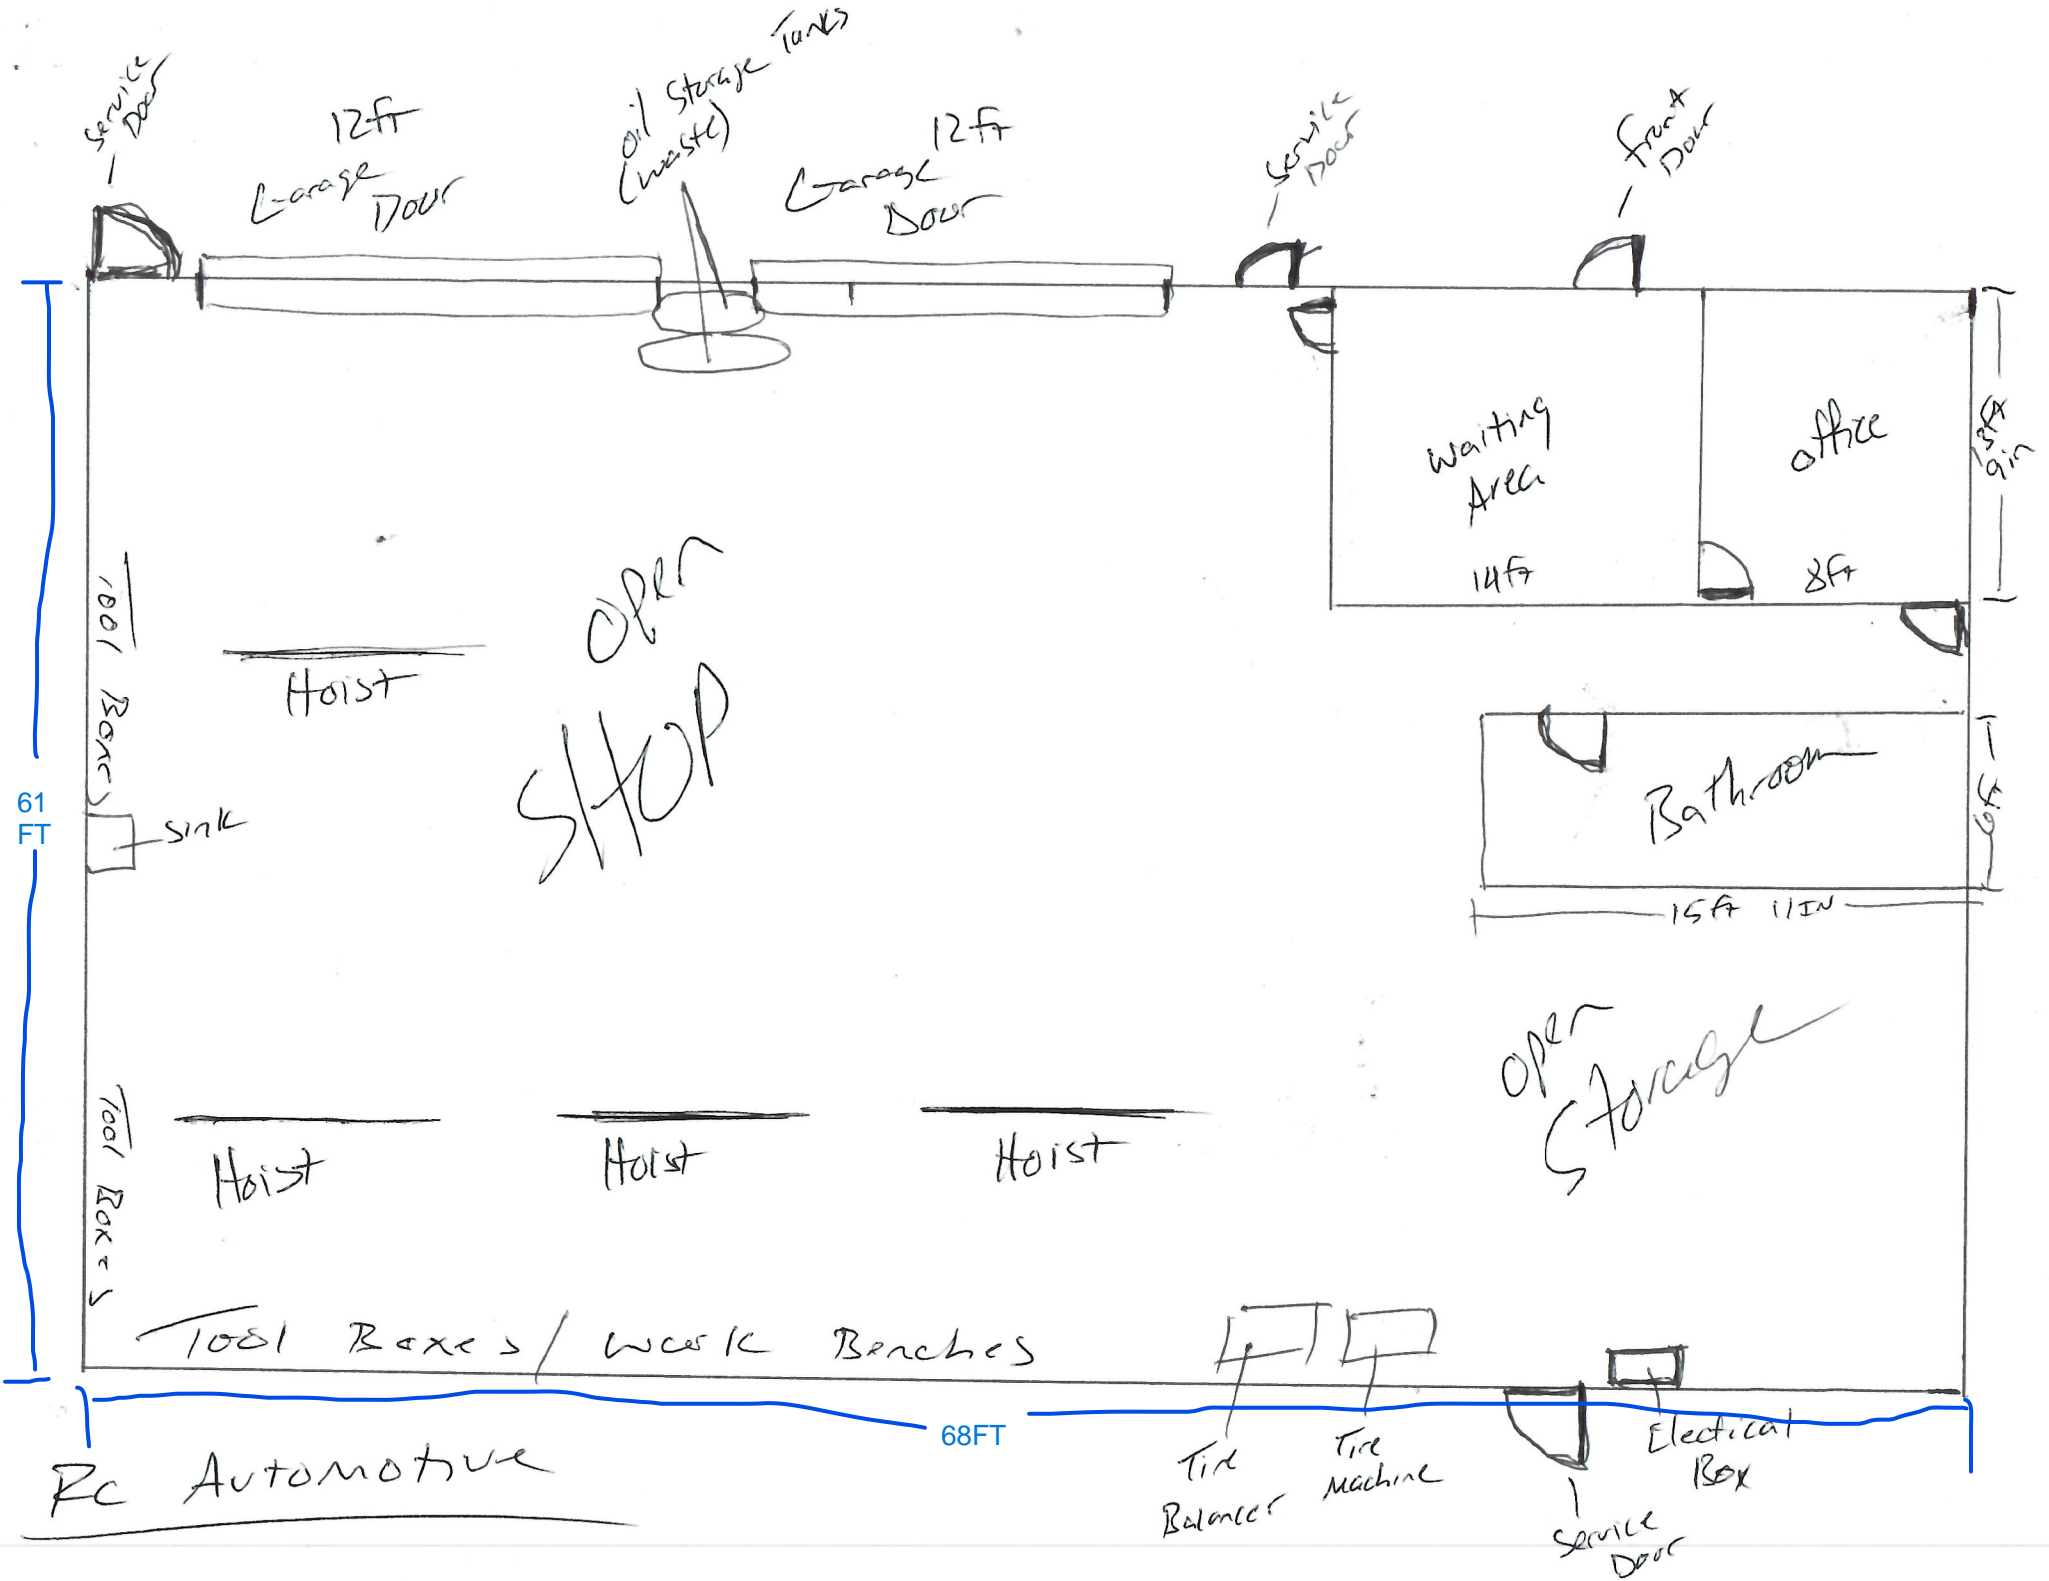 Service
Door
12ft
Garage
Door
oil Storage Tanks
(waste)
12ft
Garage
Door
Service
Door
front
Door
waiting
Area
14ft
office
8ft
13ft
9in
Tool Boxes
Hoist
open
SHOP
Bathroom
6ft
15ft 11IN
61
FT
sink
open
Storage
Tool Boxes
Hoist
Hoist
Hoist
Tool Boxes / work Benches
68FT
Tire
Balancer
Tire
Machine
Service
Door
Electical
Box
Rc Automotive